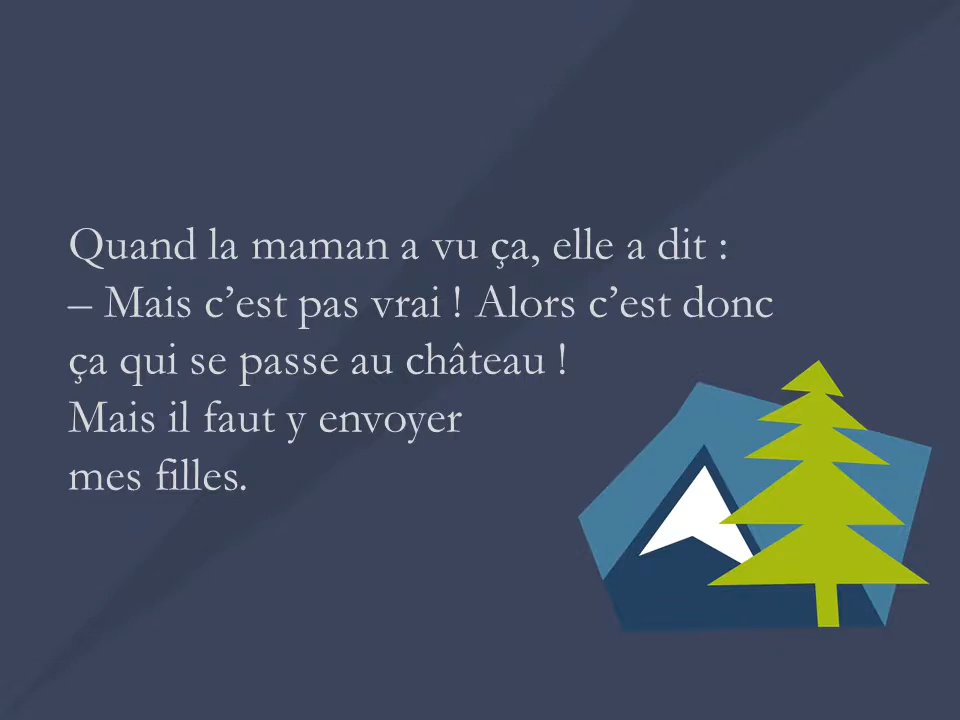 Quand la maman a vu ça, elle a dit :
– Mais c’est pas vrai ! Alors c’est donc
ça qui se passe au château !
Mais il faut y envoyer
mes filles.